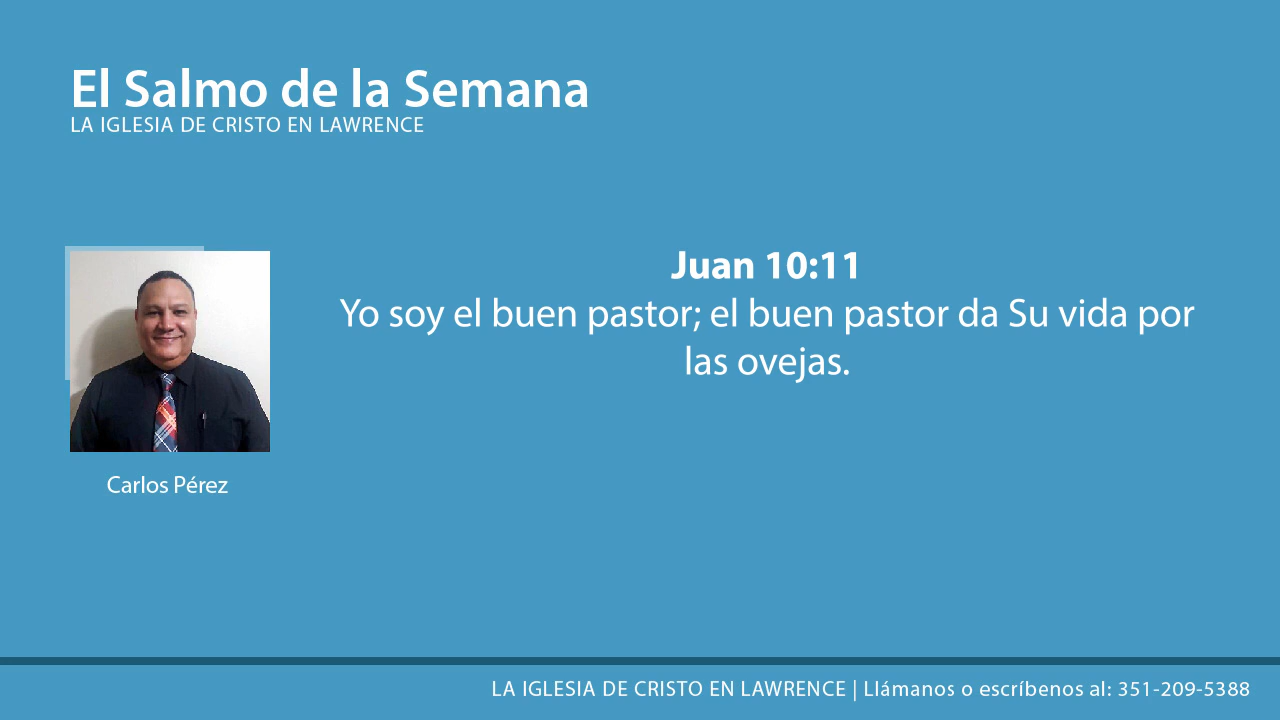 El Salmo de la Semana
LA IGLESIA DE CRISTO EN LAWRENCE
Juan 10:11
Yo soy el buen pastor; el buen pastor da Su vida por
las ovejas.
Carlos Pérez
LA IGLESIA DE CRISTO EN LAWRENCE | Llámanos o escríbenos al: 351-209-5388